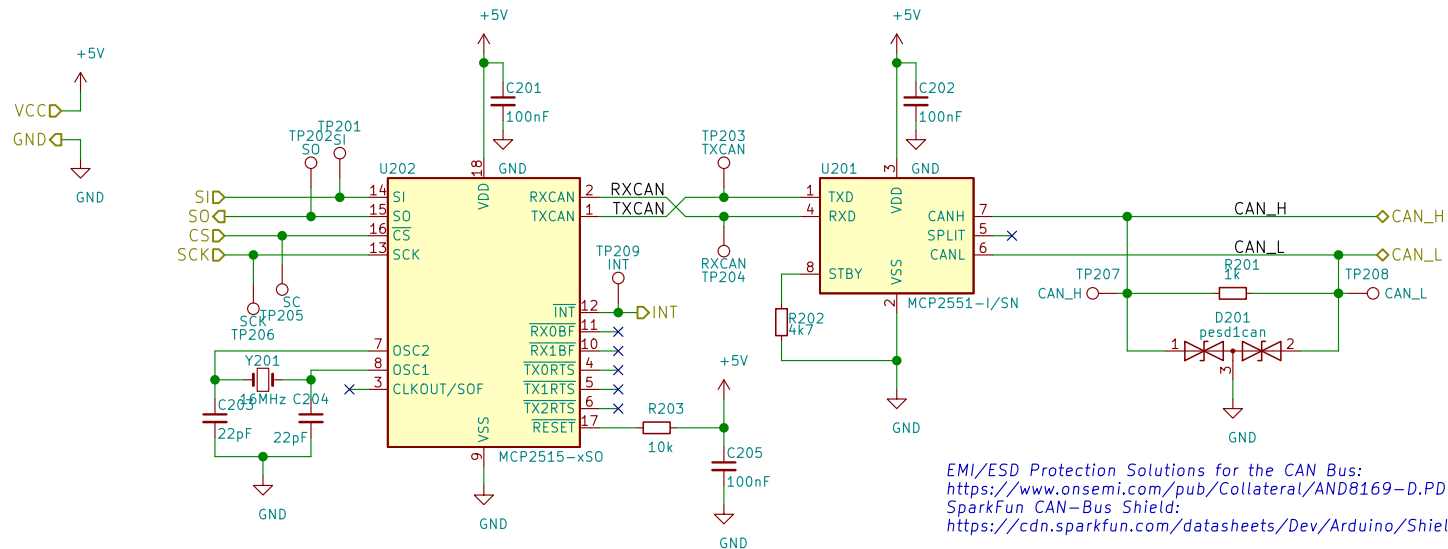 +5V
+5V
+5V
VCC
GND
GND
C201
100nF
GND
C202
100nF
GND
TP201
SI
TP202
SO
TP203
TXCAN
U202
18
VDD
U201
3
VDD
SI
14
SI
SO
15
SO
CS
16
CS
SCK
13
SCK
RXCAN
2
RXCAN
TXCAN
1
TXCAN
1
TXD
4
RXD
CANH
7
CAN_H
CAN_H
SPLIT
5
CANL
6
CAN_L
CAN_L
RXCAN
TP204
TP209
INT
8
STBY
VSS
2
MCP2551-I/SN
R201
1k
TP207
CAN_H
TP208
CAN_L
SC
TP205
SCK
TP206
INT
12
INT
RX0BF
11
RX1BF
10
TX0RTS
4
TX1RTS
5
TX2RTS
6
RESET
17
R202
4k7
D201
pesd1can
1
2
3
7
OSC2
8
OSC1
3
CLKOUT/SOF
Y201
16MHz
C203
22pF
C204
22pF
GND
+5V
R203
10k
VSS
9
MCP2515-xSO
GND
C205
100nF
GND
GND
GND
EMI/ESD Protection Solutions for the CAN Bus:
https://www.onsemi.com/pub/Collateral/AND8169-D.PD
SparkFun CAN-Bus Shield:
https://cdn.sparkfun.com/datasheets/Dev/Arduino/Shiel